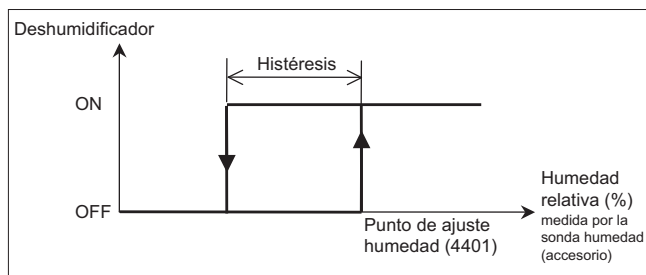 Deshumidificador
Histéresis
ON
OFF
Punto de ajuste
humedad (4401)
Humedad
relativa (%)
medida por la
sonda humedad
(accesorio)